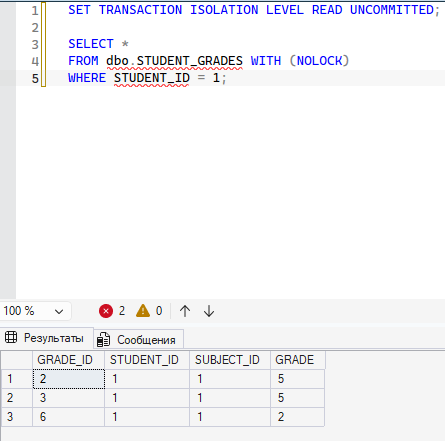 1 SET TRANSACTION ISOLATION LEVEL READ UNCOMMITTED;
2
3 SELECT *
4 FROM dbo.STUDENT_GRADES WITH (NOLOCK)
5 WHERE STUDENT_ID = 1;
100 % 2 0
Результаты Сообщения
GRADE_ID STUDENT_ID SUBJECT_ID GRADE
1 2 1 1 5
2 3 1 1 5
3 6 1 1 2